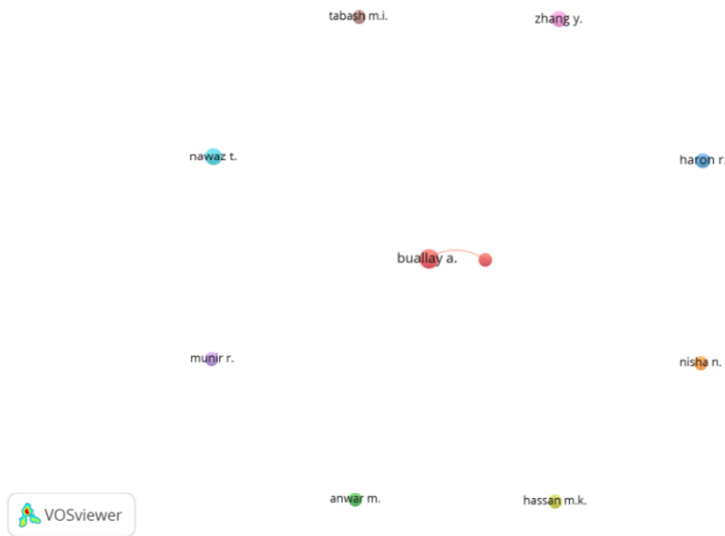 tabash m.i.
zhang y.
nawaz t.
haron r.
buallay a.
munir r.
nisha n.
anwar m.
hassan m.k.
VOSviewer